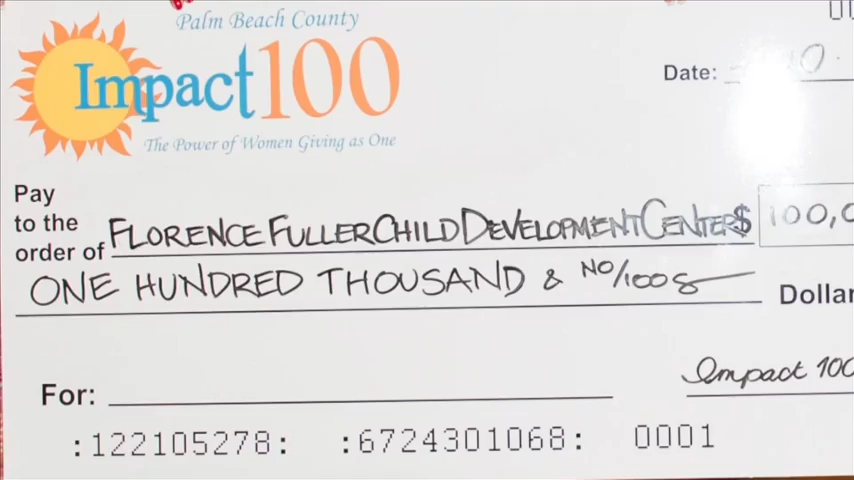 Palm Beach County
Impact100
The Power of Women Giving as One
Date:
Pay
to the
order of FLORENCE FULLER CHILD DEVELOPMENT CENTERS $ 100,0
ONE HUNDRED THOUSAND & NO/100s Dollar
For:
Impact 100
:122105278: :6724301068: 0001